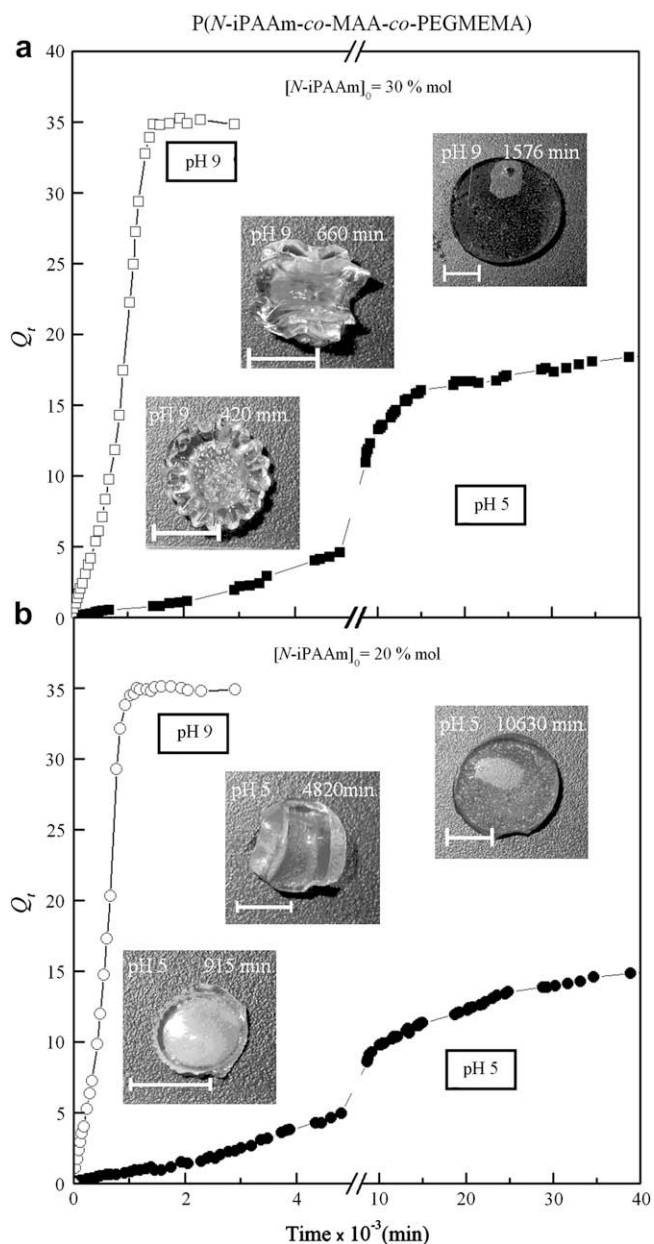 P(N-iPAAm-co-MAA-co-PEGMEMA)
a
[N-iPAAm]0= 30 % mol
40
35
30
25
20
15
10
5
0
Qt
pH 9
pH 9 1576 min
pH 9 660 min.
pH 9 420 min.
pH 5
b
[N-iPAAm]0= 20 % mol
40
35
30
25
20
15
10
5
0
Qt
pH 9
pH 5 10630 min.
pH 5 4820min.
pH 5 915 min.
pH 5
0 2 4 10 20 30 40
Time x 10-3(min)